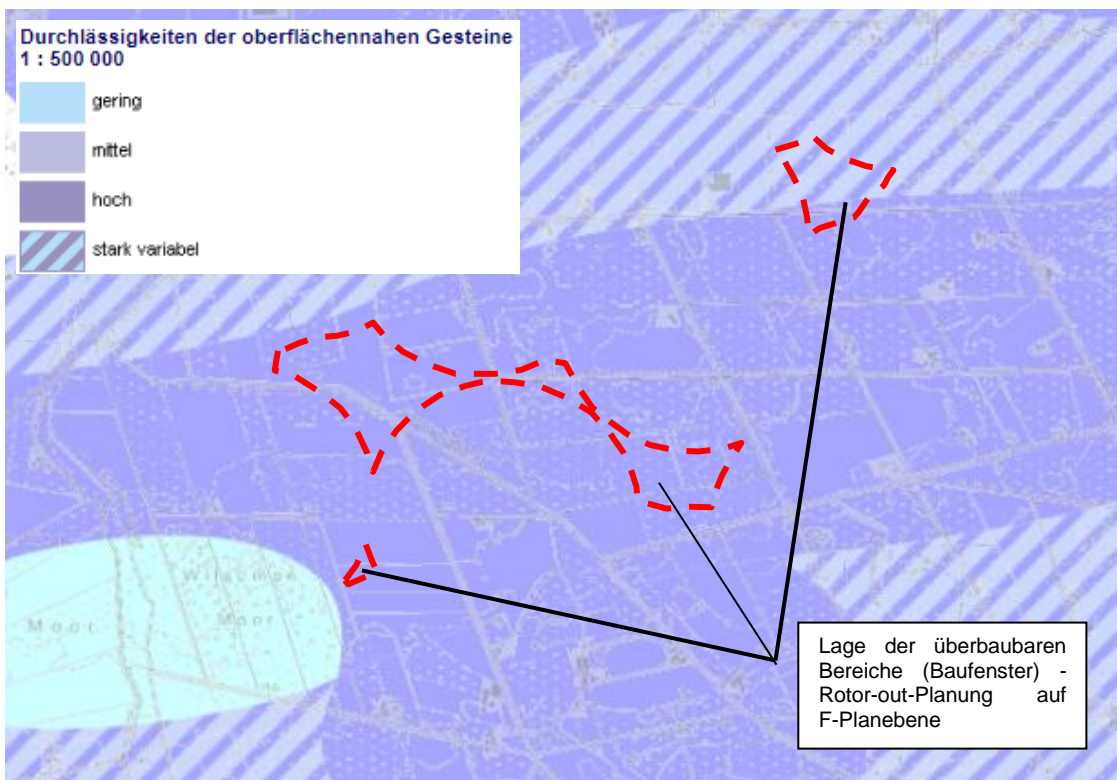 Durchlässigkeiten der oberflächennahen Gesteine
1 : 500 000
gering
mittel
hoch
stark variabel
Moor
Moor
Lage der überbaubaren
Bereiche (Baufenster) -
Rotor-out-Planung auf
F-Planebene